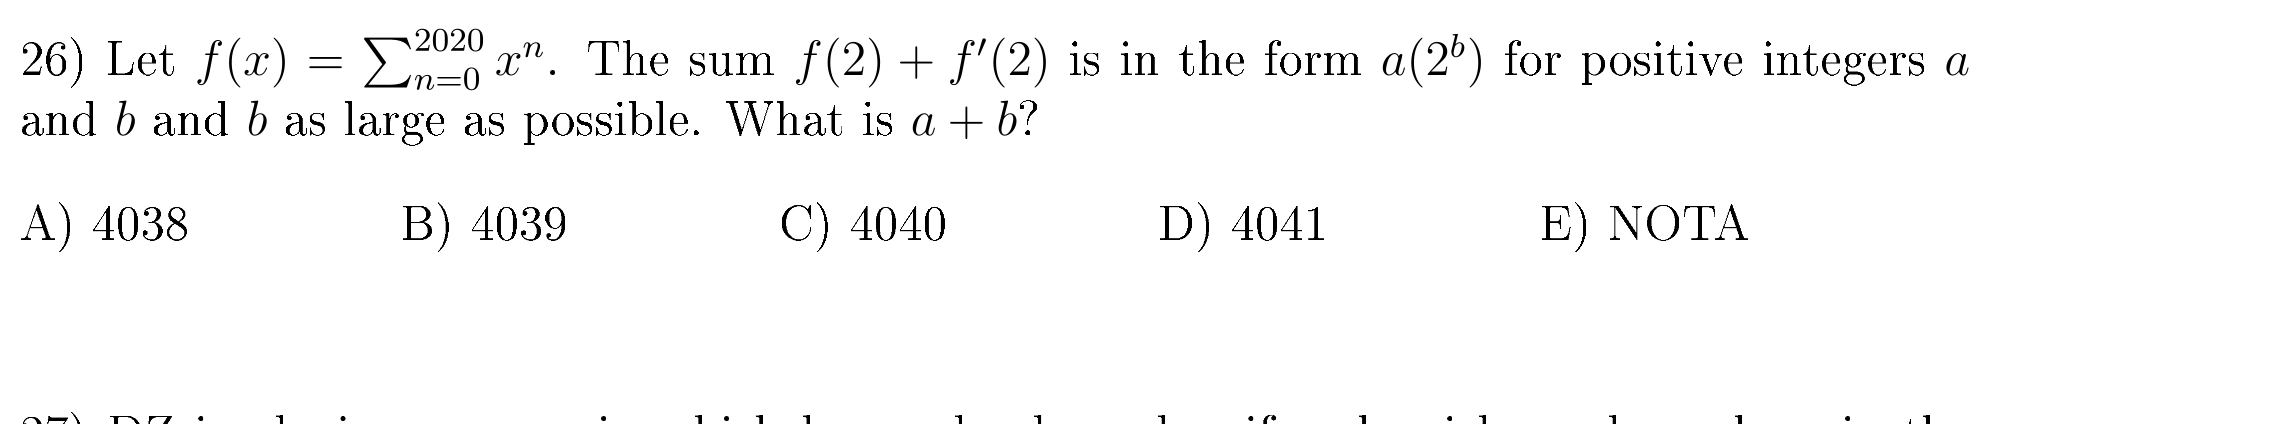 26) Let $f(x) = \sum_{n=0}^{2020} x^n$. The sum $f(2) + f'(2)$ is in the form $a(2^b)$ for positive integers $a$
and $b$ and $b$ as large as possible. What is $a + b$?
A) 4038 B) 4039 C) 4040 D) 4041 E) NOTA